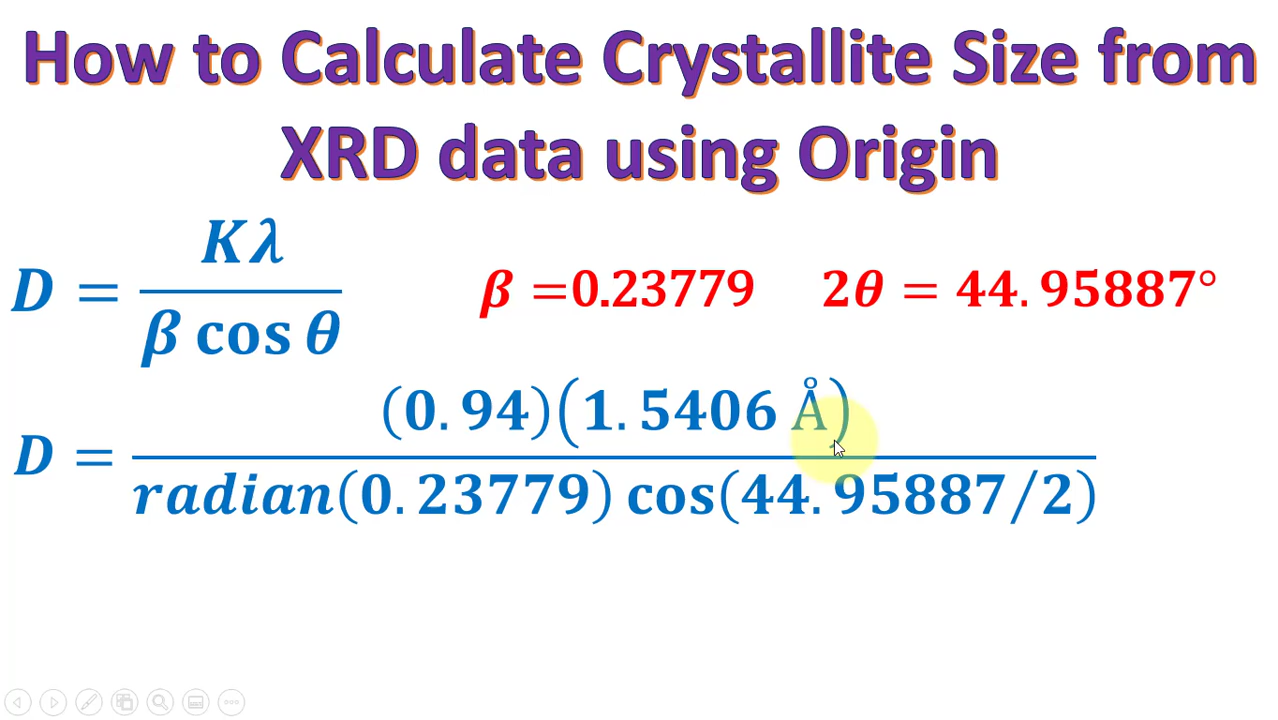 How to Calculate Crystallite Size from
XRD data using Origin
D = Kλ / β cos θ
β =0.23779 2θ = 44.95887°
D = (0.94)(1.5406 Å) / radian(0.23779) cos(44.95887/2)